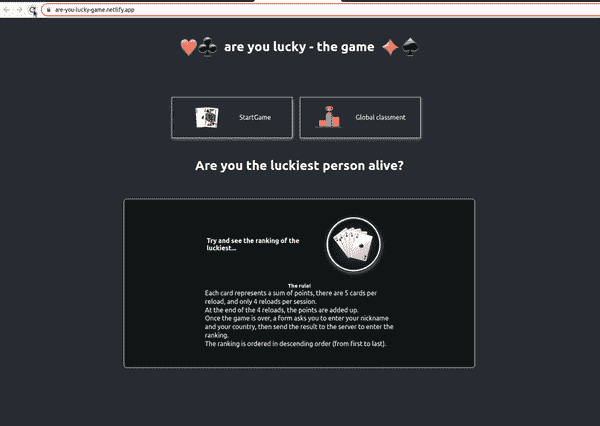 are-you-lucky-game.netlify.app
are you lucky - the game
StartGame
Global classment
Are you the luckiest person alive?
Try and see the ranking of the
luckiest...
The rule!
Each card represents a sum of points, there are 5 cards per
reload, and only 4 reloads per session.
At the end of the 4 reloads, the points are added up.
Once the game is over, a form asks you to enter your nickname
and your country, then send the result to the server to enter the
ranking.
The ranking is ordered in descending order (from first to last).